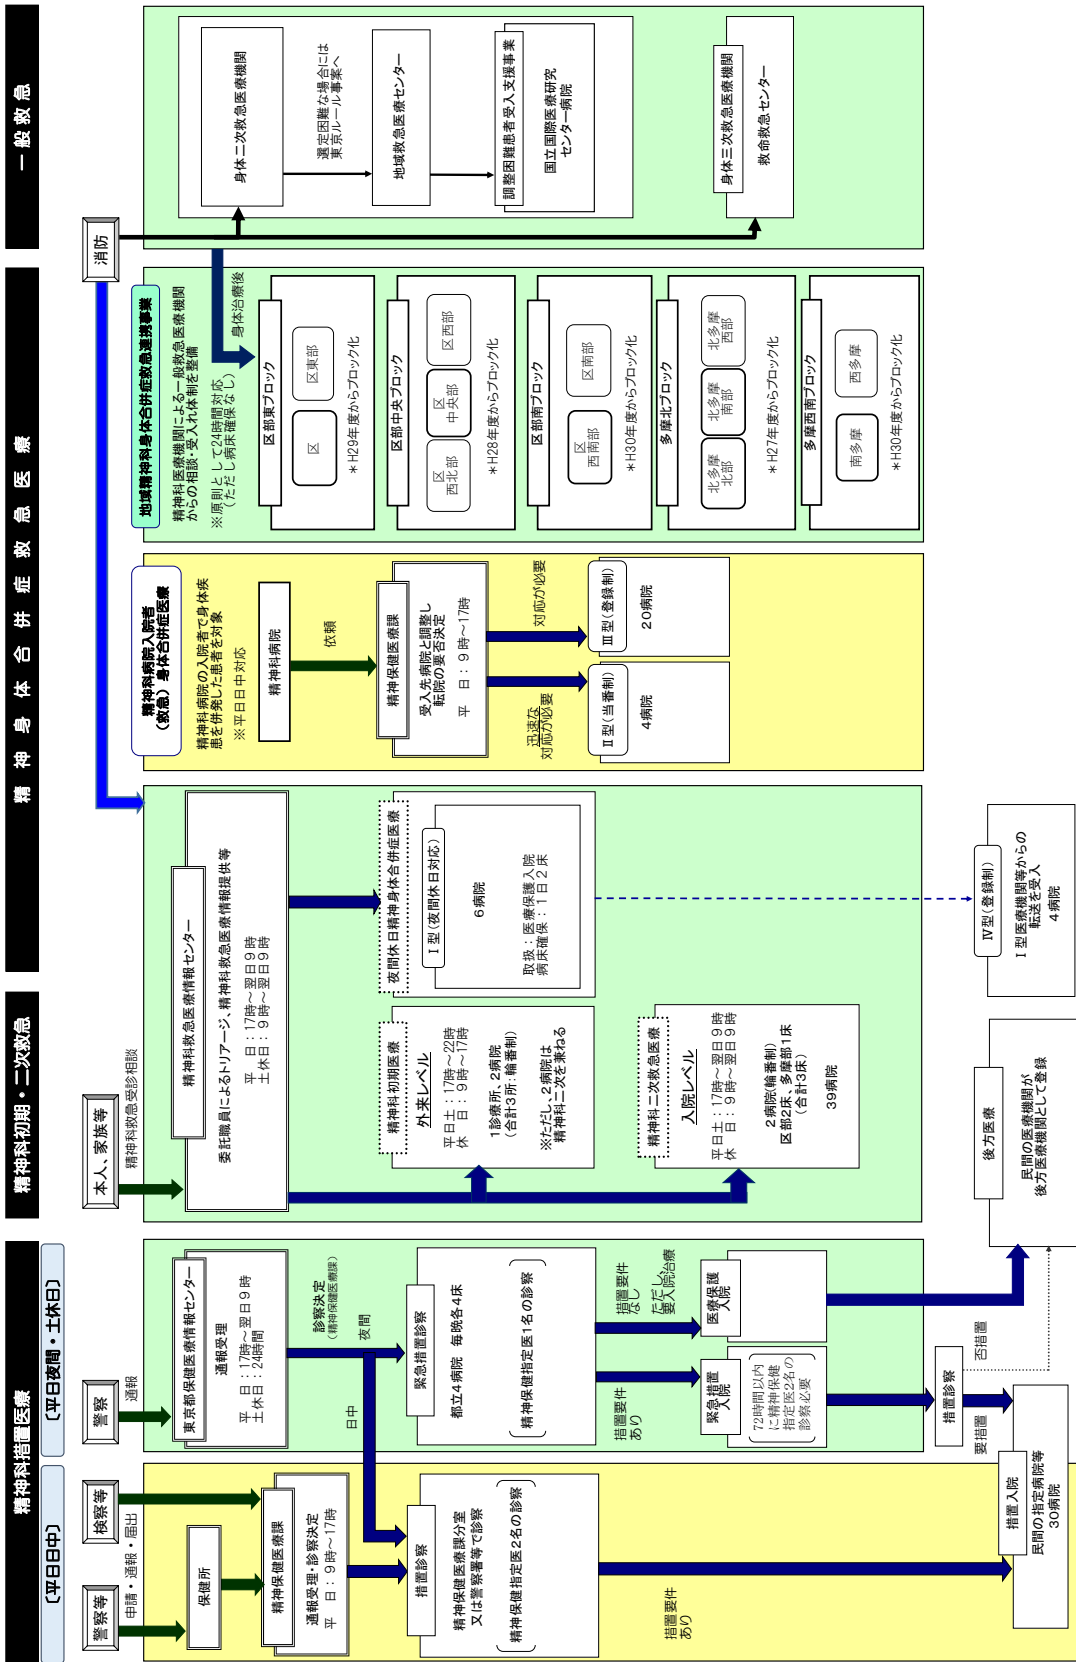 精神科措置医療
〔平日日中〕
〔平日夜間・土休日〕
警察等
検察等
申請・通報・届出
保健所
精神保健医療課
通報受理・診察決定
平　日：９時～17時
措置診察
精神保健医療課分室
又は警察署等で診察
精神保健指定医2名の診察
措置要件
あり
措置入院
民間の指定病院等
30病院
警察
通報
東京都保健医療情報センター
通報受理
平　日：17時～翌日９時
土休日：24時間
診察決定
（精神保健医療課）
夜間
日中
緊急措置診察
都立4病院　毎晩各4床
精神保健指定医1名の診察
措置要件
あり
措置要件
なし
ただし、
要入院治療
緊急措置
入院
72時間以内
に精神保健
指定医2名の
診察必要
医療保護
入院
措置診察
要措置
否措置
後方医療
民間の医療機関が
後方医療機関として登録
精神科初期・二次救急
本人、家族等
精神科救急受診相談
精神科救急医療情報センター
委託職員によるトリアージ、精神科救急医療情報提供等
平　日：17時～翌日９時
土休日：９時～翌日９時
精神科初期医療
外来レベル
平日土：17時～22時
休　日：９時～17時
1診療所、2病院
（合計3所：輪番制）
※ただし、2病院は
精神科二次を兼ねる
精神科二次救急医療
入院レベル
平日土：17時～翌日９時
休　日：９時～翌日９時
2病院(輪番制)
区部2床、多摩部1床
（合計3床）
39病院
精神身体合併症救急医療
夜間休日精神身体合併症医療
Ⅰ型（夜間休日対応）
6病院
取扱：医療保護入院
病床確保：１日２床
Ⅳ型（登録制）
Ⅰ型医療機関等からの
転送を受入
4病院
精神科病院入院者
（救急）身体合併症医療
精神科病院の入院者で身体疾
患を併発した患者を対象
※平日日中対応
精神科病院
依頼
精神保健医療課
受入先病院と調整し
転院の要否決定
平　日：９時～17時
迅速な
対応が必要
対応が必要
Ⅱ型（当番制）
4病院
Ⅲ型（登録制）
20病院
地域精神科身体合併症救急連携事業
精神科医療機関による一般救急医療機関
からの相談・受入れ体制を整備
※原則として24時間対応
（ただし病床確保なし）
身体治療後
区部東ブロック
区
区東部
＊H29年度からブロック化
区部中央ブロック
区
西北部
区
中央部
区西部
＊H28年度からブロック化
区部南ブロック
区
西南部
区南部
＊H30年度からブロック化
多摩北ブロック
北多摩
北部
北多摩
南部
北多摩
西部
＊H27年度からブロック化
多摩西南ブロック
南多摩
西多摩
＊H30年度からブロック化
一般救急
消防
身体二次救急医療機関
選定困難な場合には
東京ルール事案へ
地域救急医療センター
調整困難患者受入支援事業
国立国際医療研究
センター病院
身体三次救急医療機関
救命救急センター